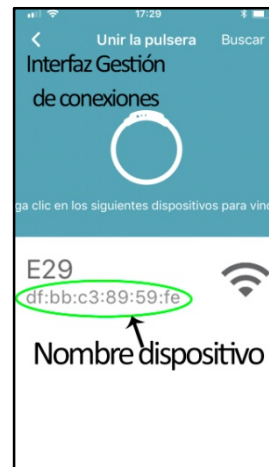 17:29
Unir la pulsera Buscar
Interfaz Gestión
de conexiones
ga clic en los siguientes dispositivos para vinc
E29
df:bb:c3:89:59:fe
Nombre dispositivo